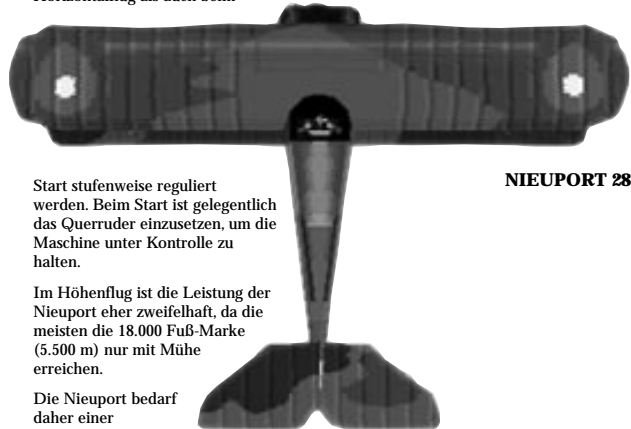 Start stufenweise reguliert
werden. Beim Start ist gelegentlich
das Querruder einzusetzen, um die
Maschine unter Kontrolle zu
halten.
Im Höhenflug ist die Leistung der
Nieuport eher zweifelhaft, da die
meisten die 18.000 Fuß-Marke
(5.500 m) nur mit Mühe
erreichen.
Die Nieuport bedarf
daher einer
NIEUPORT 28